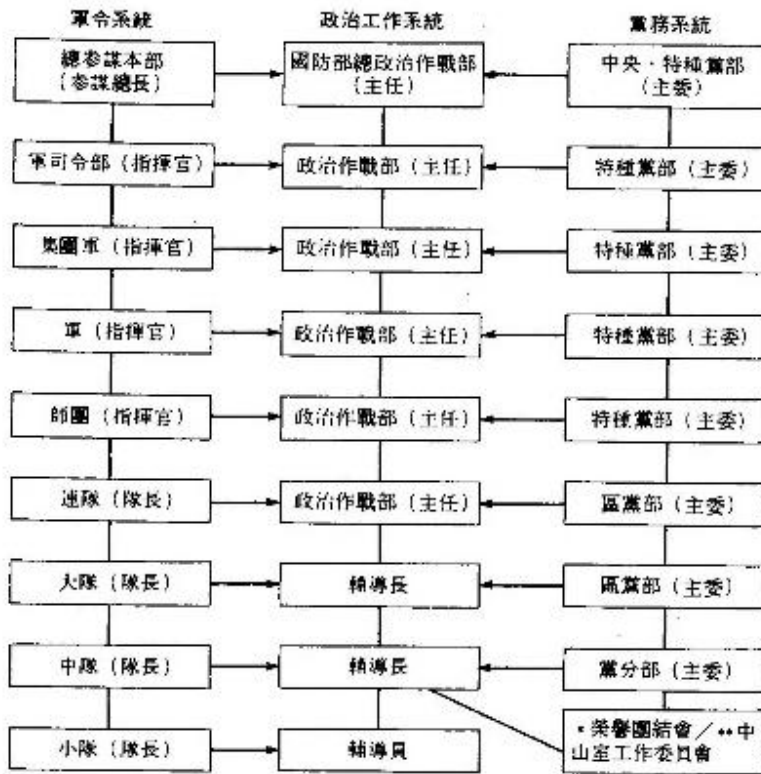 軍令系統 政治工作系統 黨務系統
總参謀本部 國防部總政治作戰部 中央・特種黨部
(参謀總長) (主任) (主委)
軍司令部 (指揮官) 政治作戰部 (主任) 特種黨部 (主委)
集團軍 (指揮官) 政治作戰部 (主任) 特種黨部 (主委)
軍 (指揮官) 政治作戰部 (主任) 特種黨部 (主委)
師團 (指揮官) 政治作戰部 (主任) 特種黨部 (主委)
連隊 (隊長) 政治作戰部 (主任) 區黨部 (主委)
大隊 (隊長) 輔導長 區黨部 (主委)
中隊 (隊長) 輔導長 黨分部 (主委)
小隊 (隊長) 輔導員
*榮譽團結會／**中
山室工作委員會